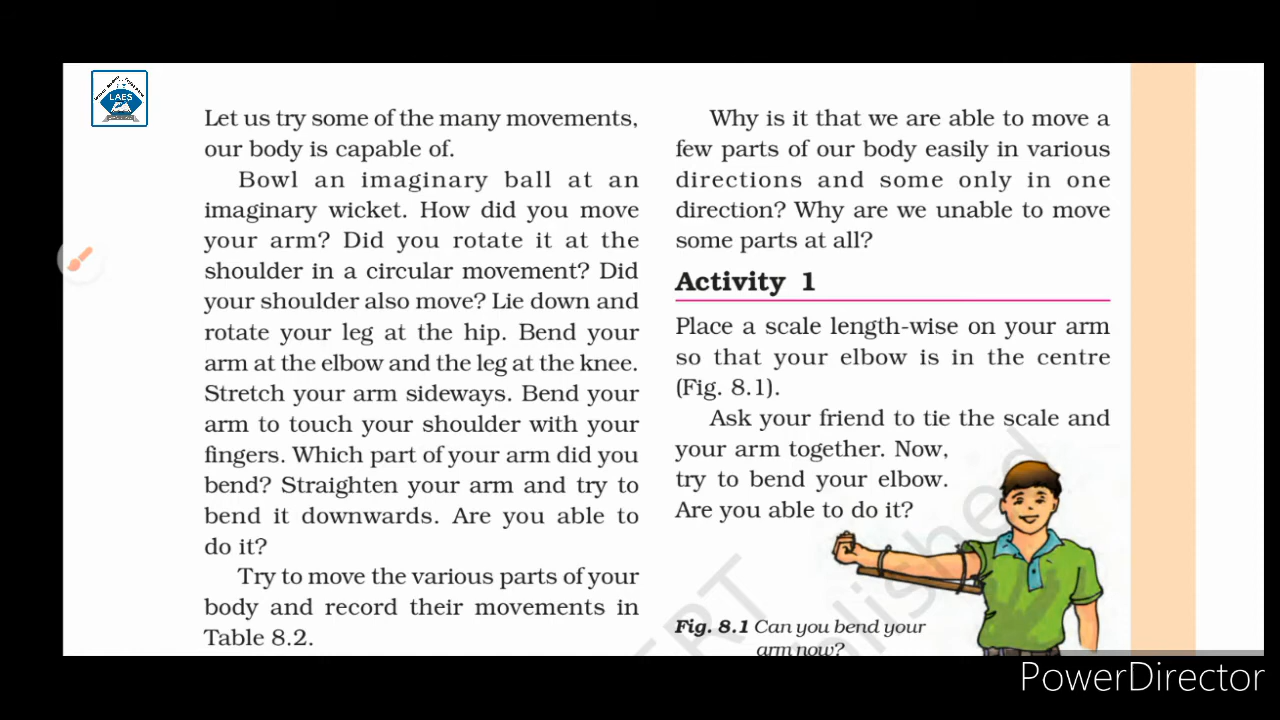 LAES
Let us try some of the many movements,
our body is capable of.
Bowl an imaginary ball at an
imaginary wicket. How did you move
your arm? Did you rotate it at the
shoulder in a circular movement? Did
your shoulder also move? Lie down and
rotate your leg at the hip. Bend your
arm at the elbow and the leg at the knee.
Stretch your arm sideways. Bend your
arm to touch your shoulder with your
fingers. Which part of your arm did you
bend? Straighten your arm and try to
bend it downwards. Are you able to
do it?
Try to move the various parts of your
body and record their movements in
Table 8.2.
Why is it that we are able to move a
few parts of our body easily in various
directions and some only in one
direction? Why are we unable to move
some parts at all?
Activity 1
Place a scale length-wise on your arm
so that your elbow is in the centre
(Fig. 8.1).
Ask your friend to tie the scale and
your arm together. Now,
try to bend your elbow.
Are you able to do it?
Fig. 8.1 Can you bend your
arm now?
PowerDirector